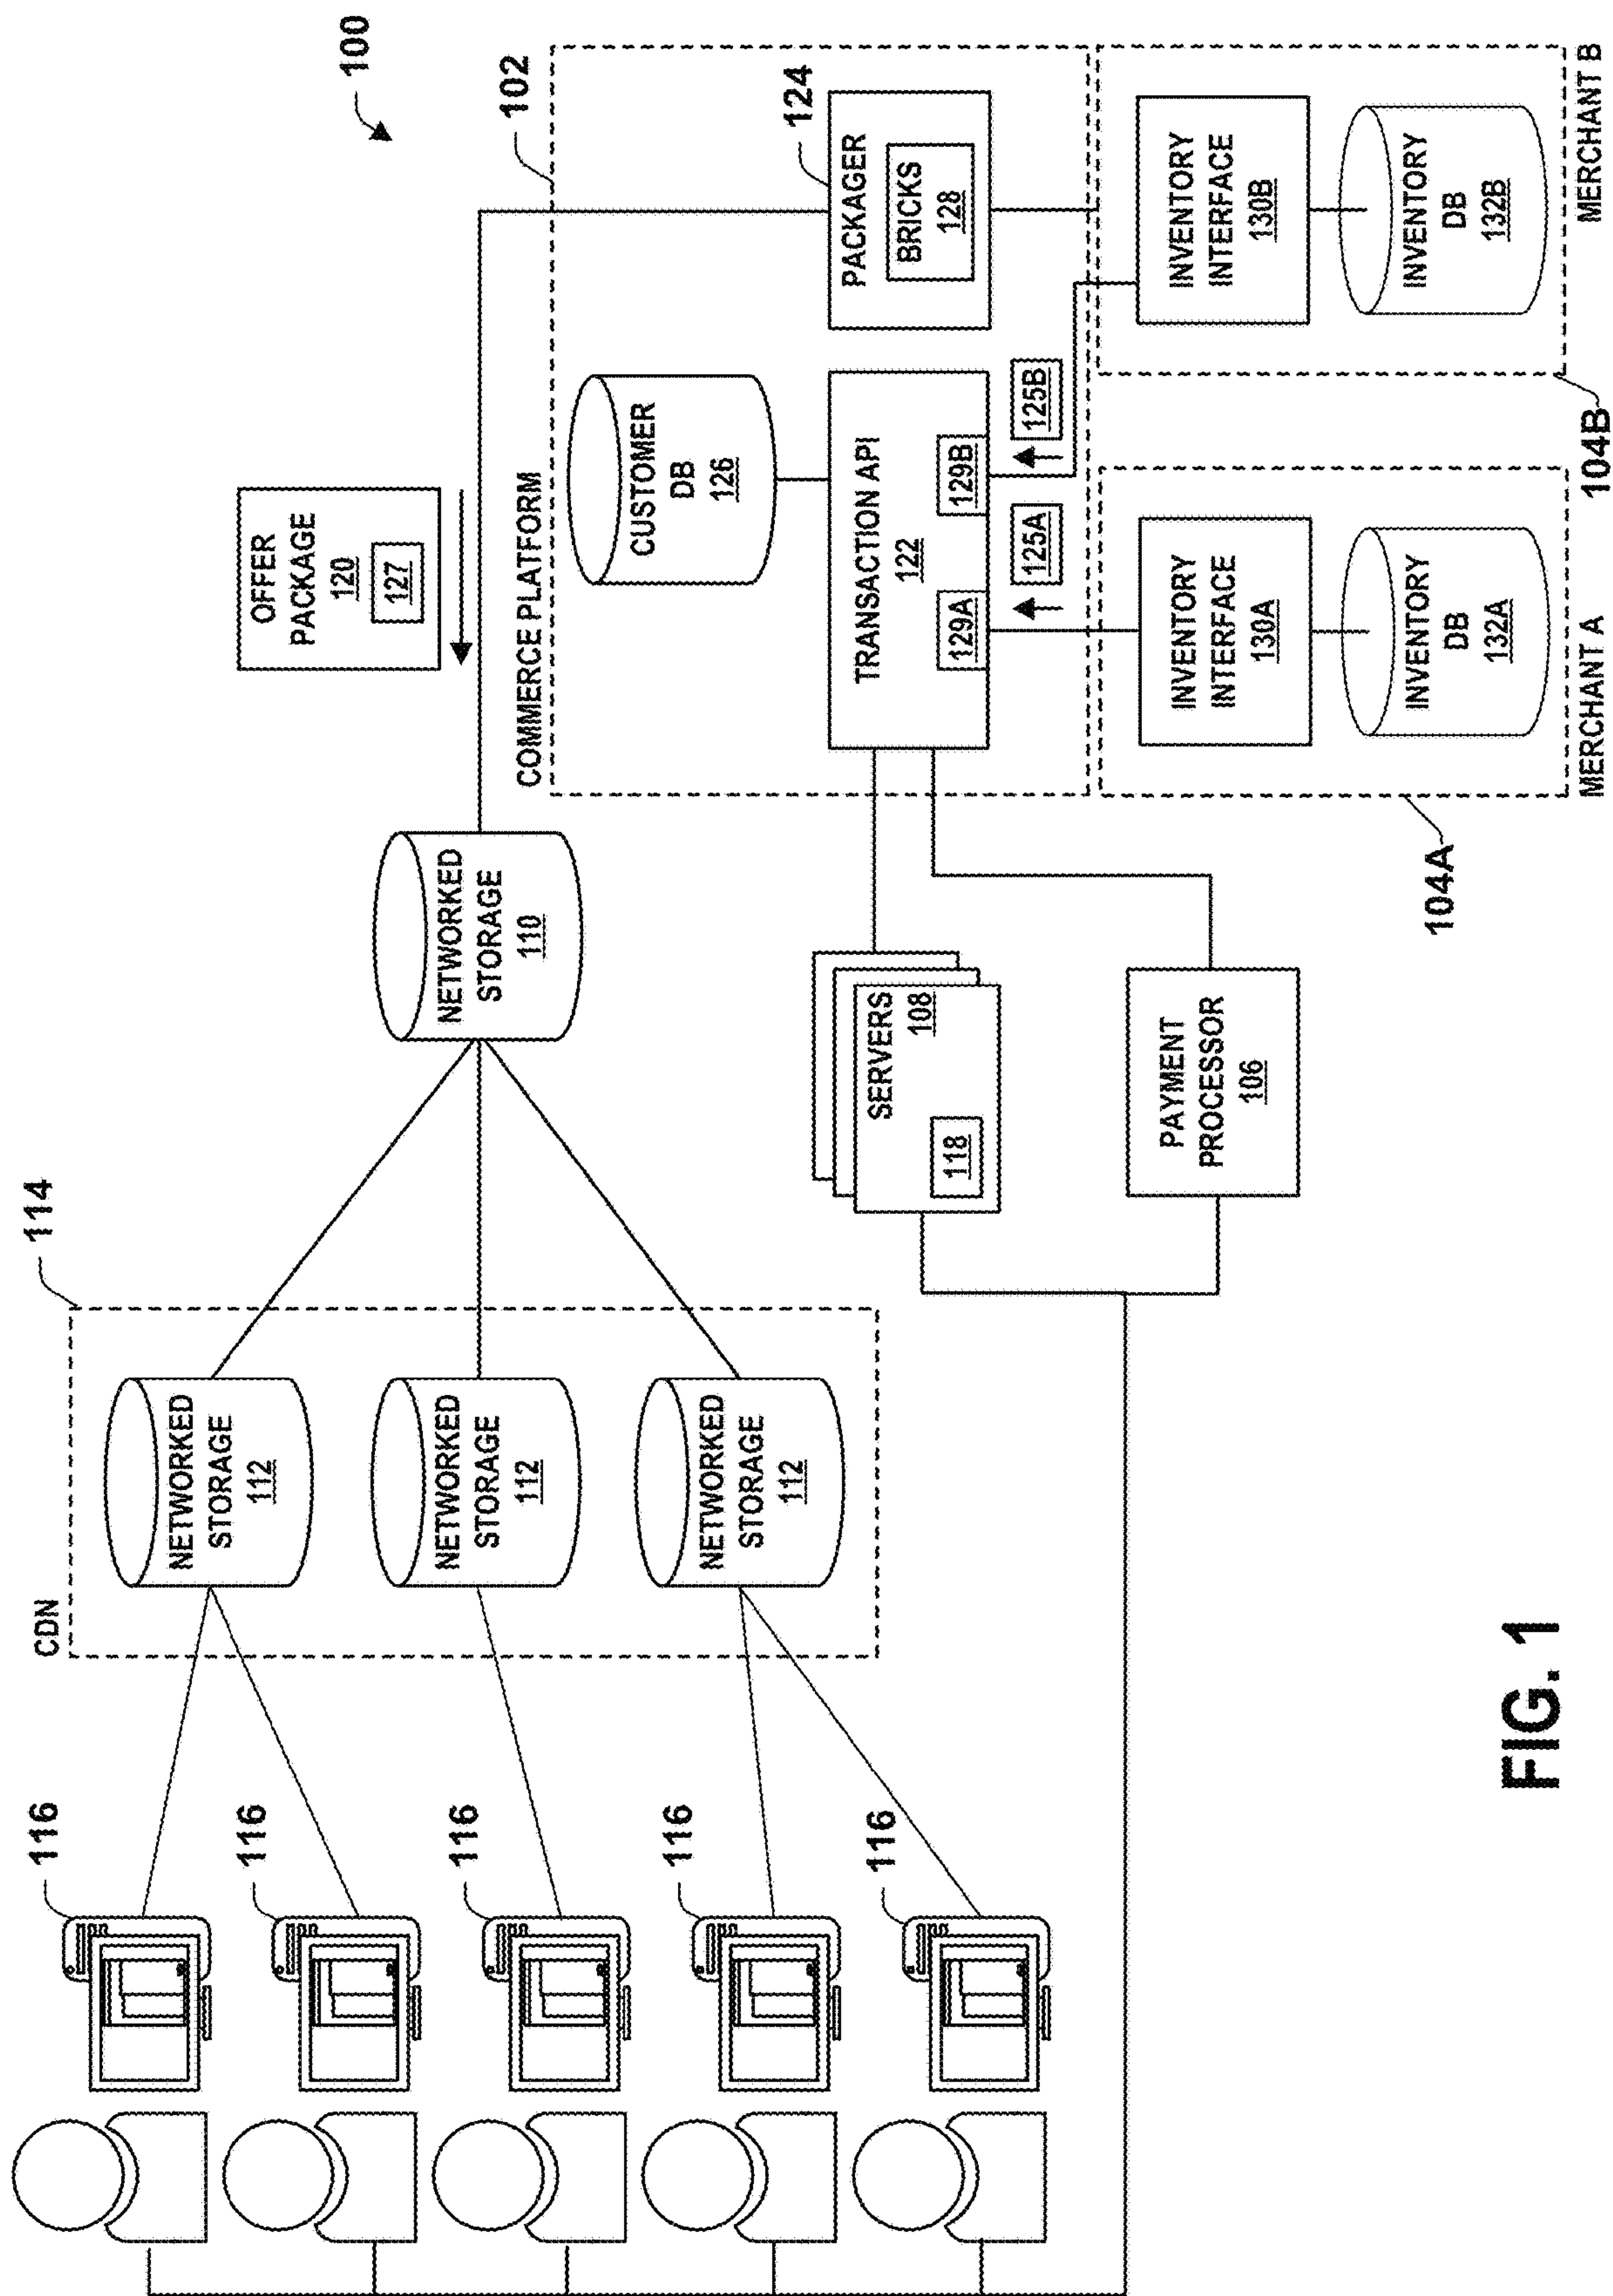 100
102
COMMERCE PLATFORM
OFFER
PACKAGE
120
127
CUSTOMER
DB
126
124
PACKAGER
BRICKS
128
TRANSACTION API
122
129A
129B
125A
125B
INVENTORY
INTERFACE
130A
INVENTORY
DB
132A
MERCHANT A
104A
INVENTORY
INTERFACE
130B
INVENTORY
DB
132B
MERCHANT B
104B
NETWORKED
STORAGE
110
SERVERS
108
118
PAYMENT
PROCESSOR
106
114
CDN
NETWORKED
STORAGE
112
NETWORKED
STORAGE
112
NETWORKED
STORAGE
112
116
116
116
116
116
FIG. 1